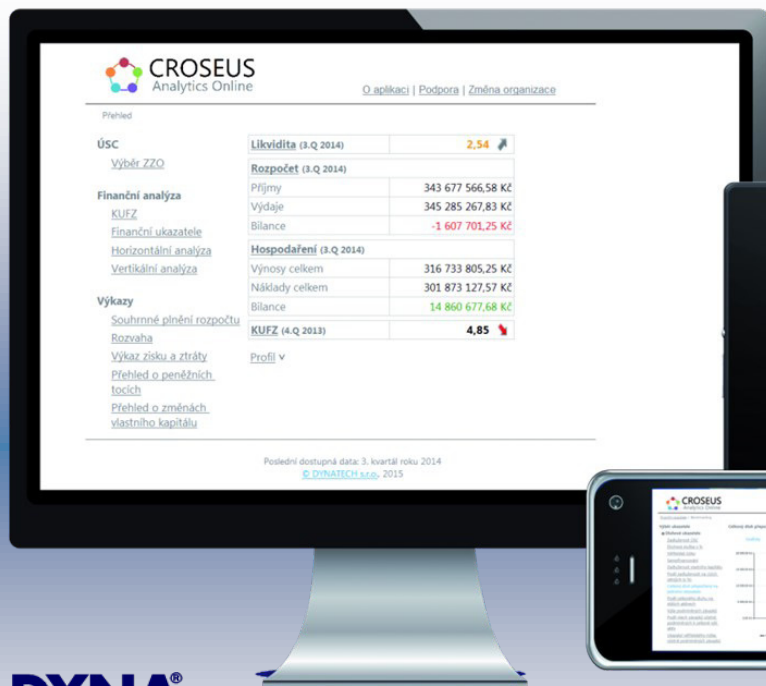 CROSEUS
Analytics Online
O aplikaci | Podpora | Změna organizace
Přehled
ÚSC
Výběr ZZO
Finanční analýza
KUFZ
Finanční ukazatele
Horizontální analýza
Vertikální analýza
Výkazy
Souhrnné plnění rozpočtu
Rozvaha
Výkaz zisku a ztráty
Přehled o peněžních
tocích
Přehled o změnách
vlastního kapitálu
Likvidita (3.Q 2014) 2,54
Rozpočet (3.Q 2014)
Příjmy 343 677 566,58 Kč
Výdaje 345 285 267,83 Kč
Bilance -1 607 701,25 Kč
Hospodaření (3.Q 2014)
Výnosy celkem 316 733 805,25 Kč
Náklady celkem 301 873 127,57 Kč
Bilance 14 860 677,68 Kč
KUFZ (4.Q 2013) 4,85
Profil v
Poslední dostupná data: 3. kvartál roku 2014
© DYNATECH s.r.o. 2015
CROSEUS
Analytics Online
DYNA®